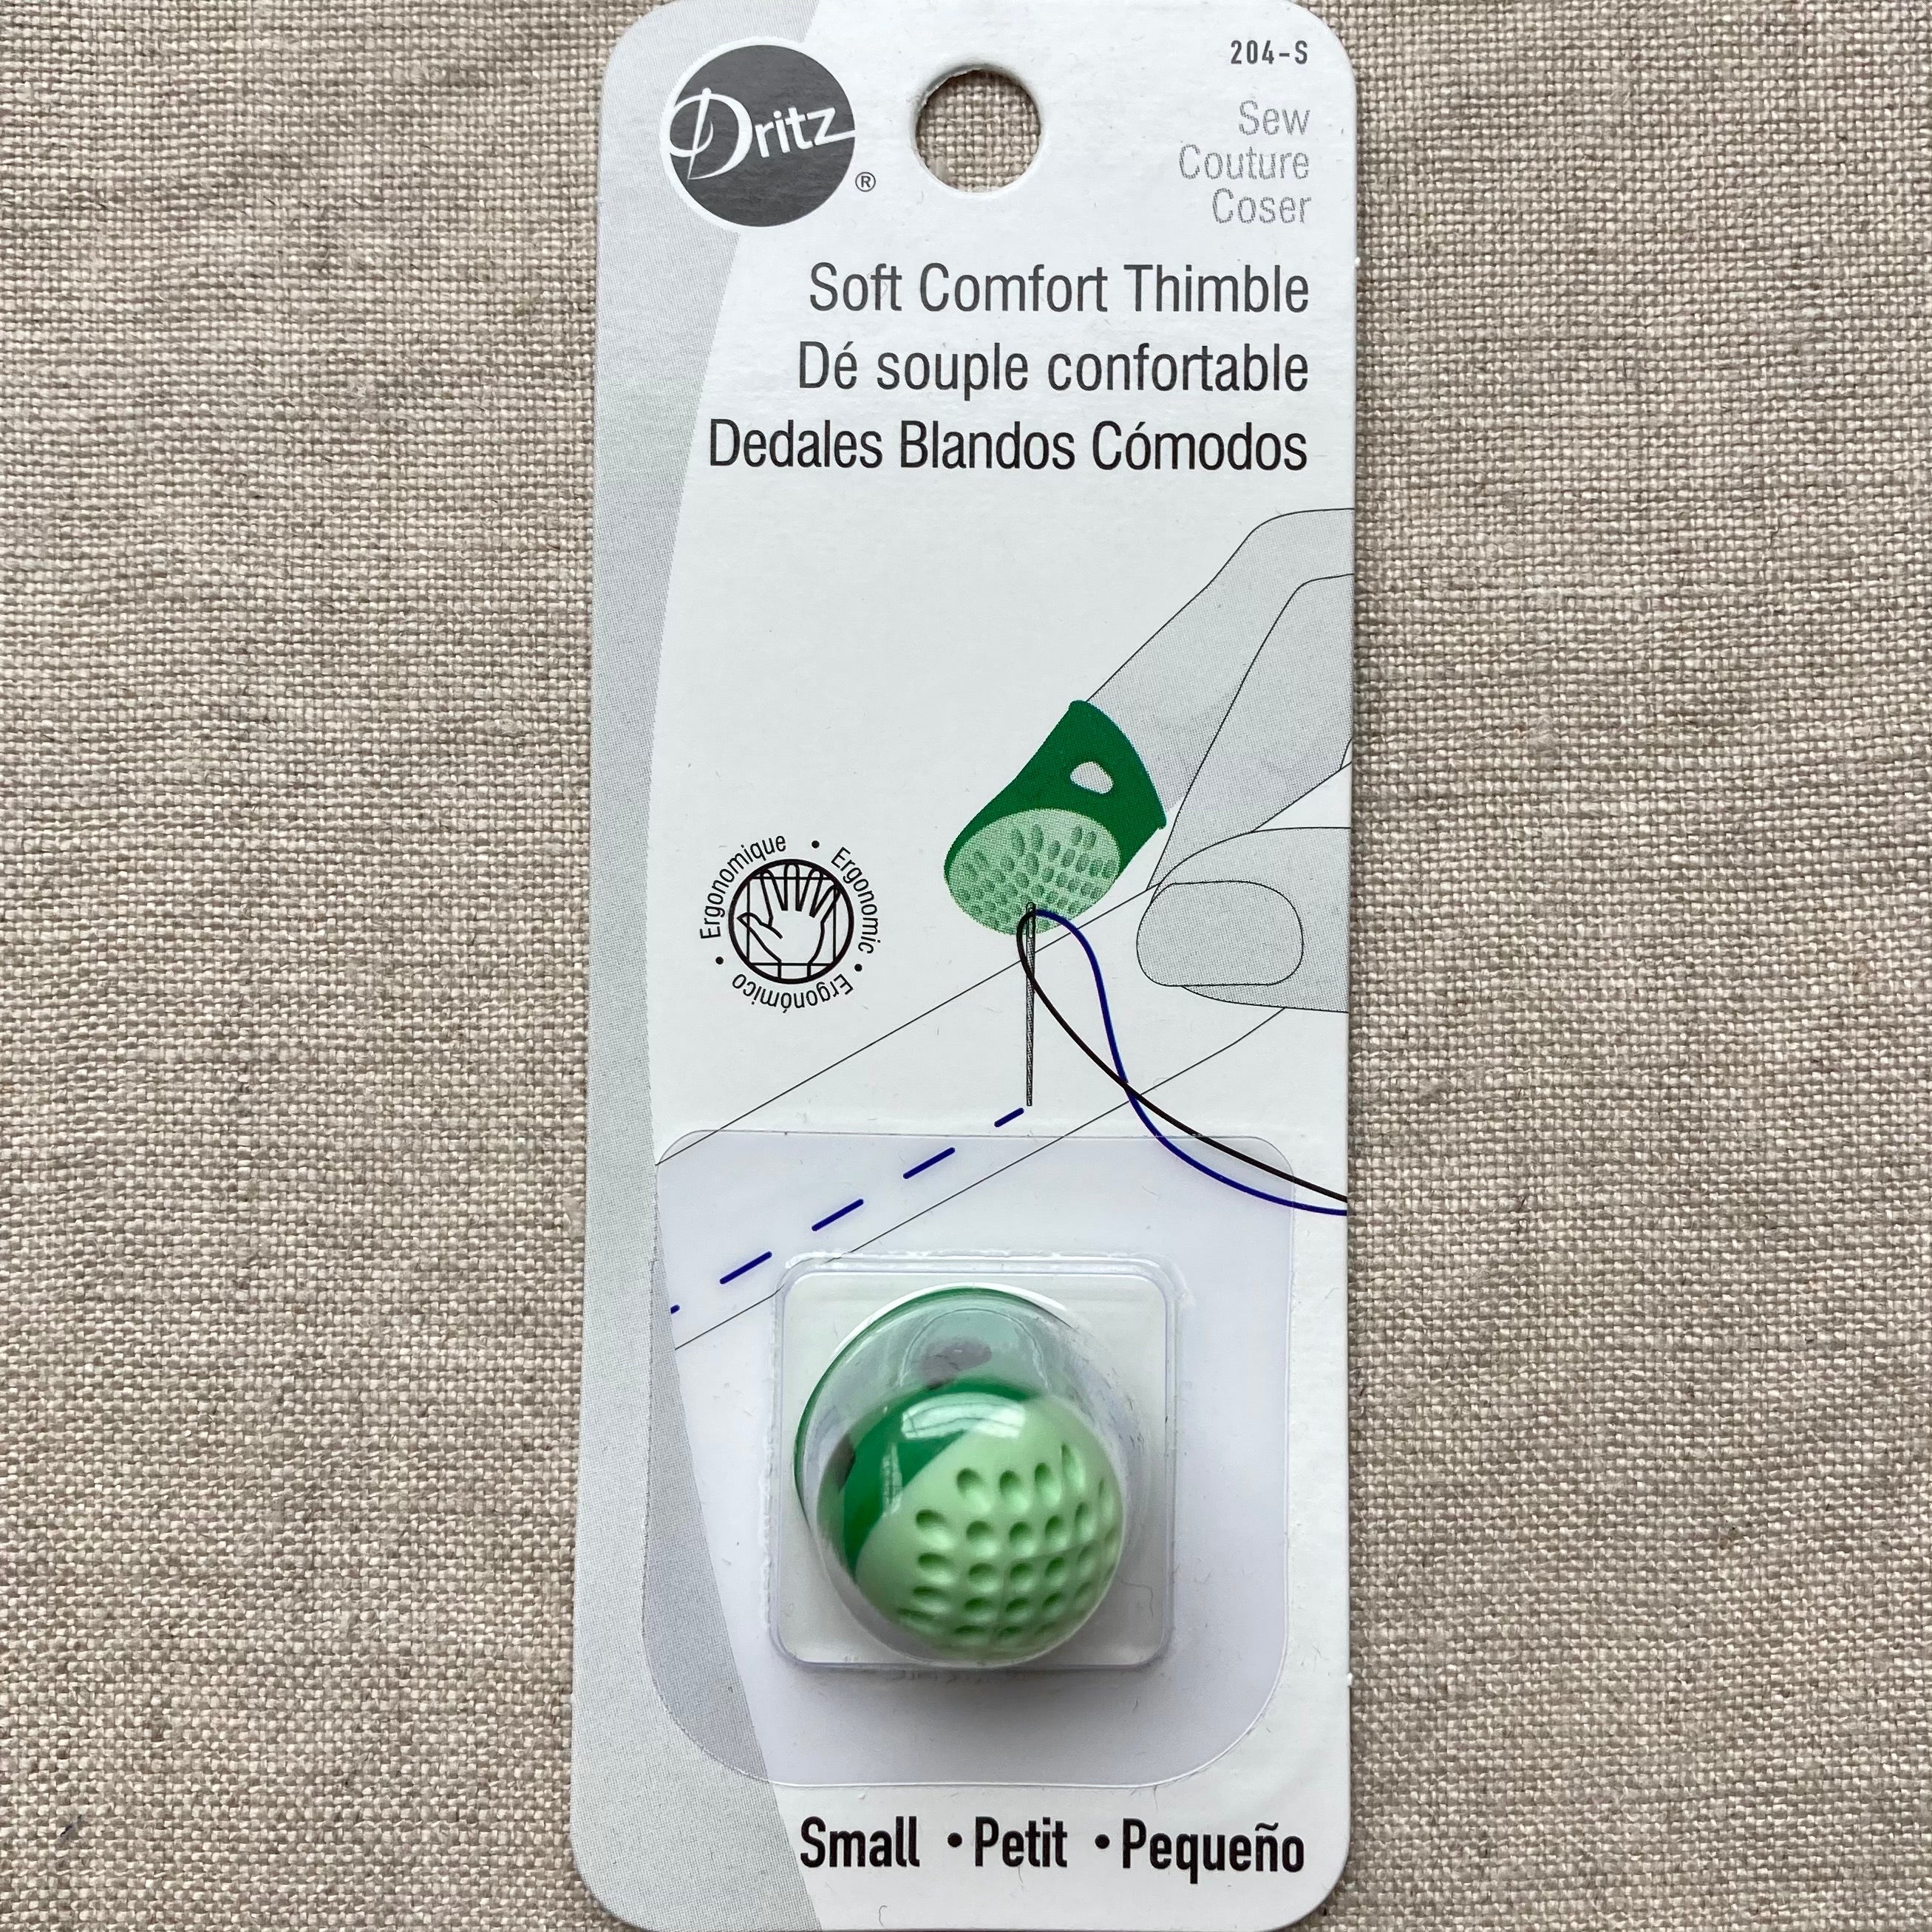 Dritz®
204-S
Sew
Couture
Coser
Soft Comfort Thimble
Dé souple confortable
Dedales Blandos Cómodos
Ergonomique • Ergonomic • Ergonómico •
Small • Petit • Pequeño